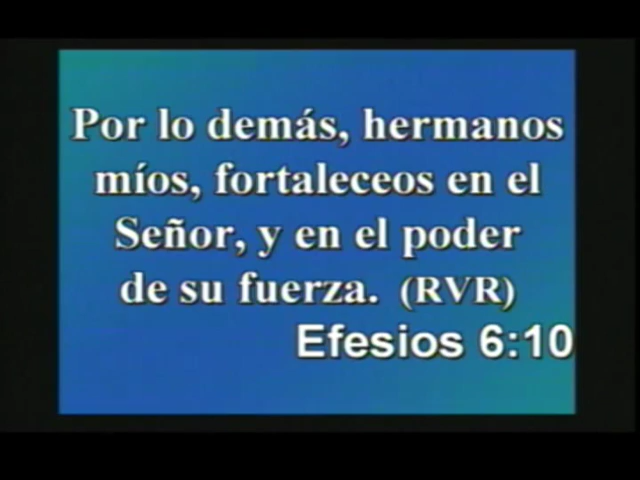 Por lo demás, hermanos
míos, fortaleceos en el
Señor, y en el poder
de su fuerza. (RVR)
Efesios 6:10